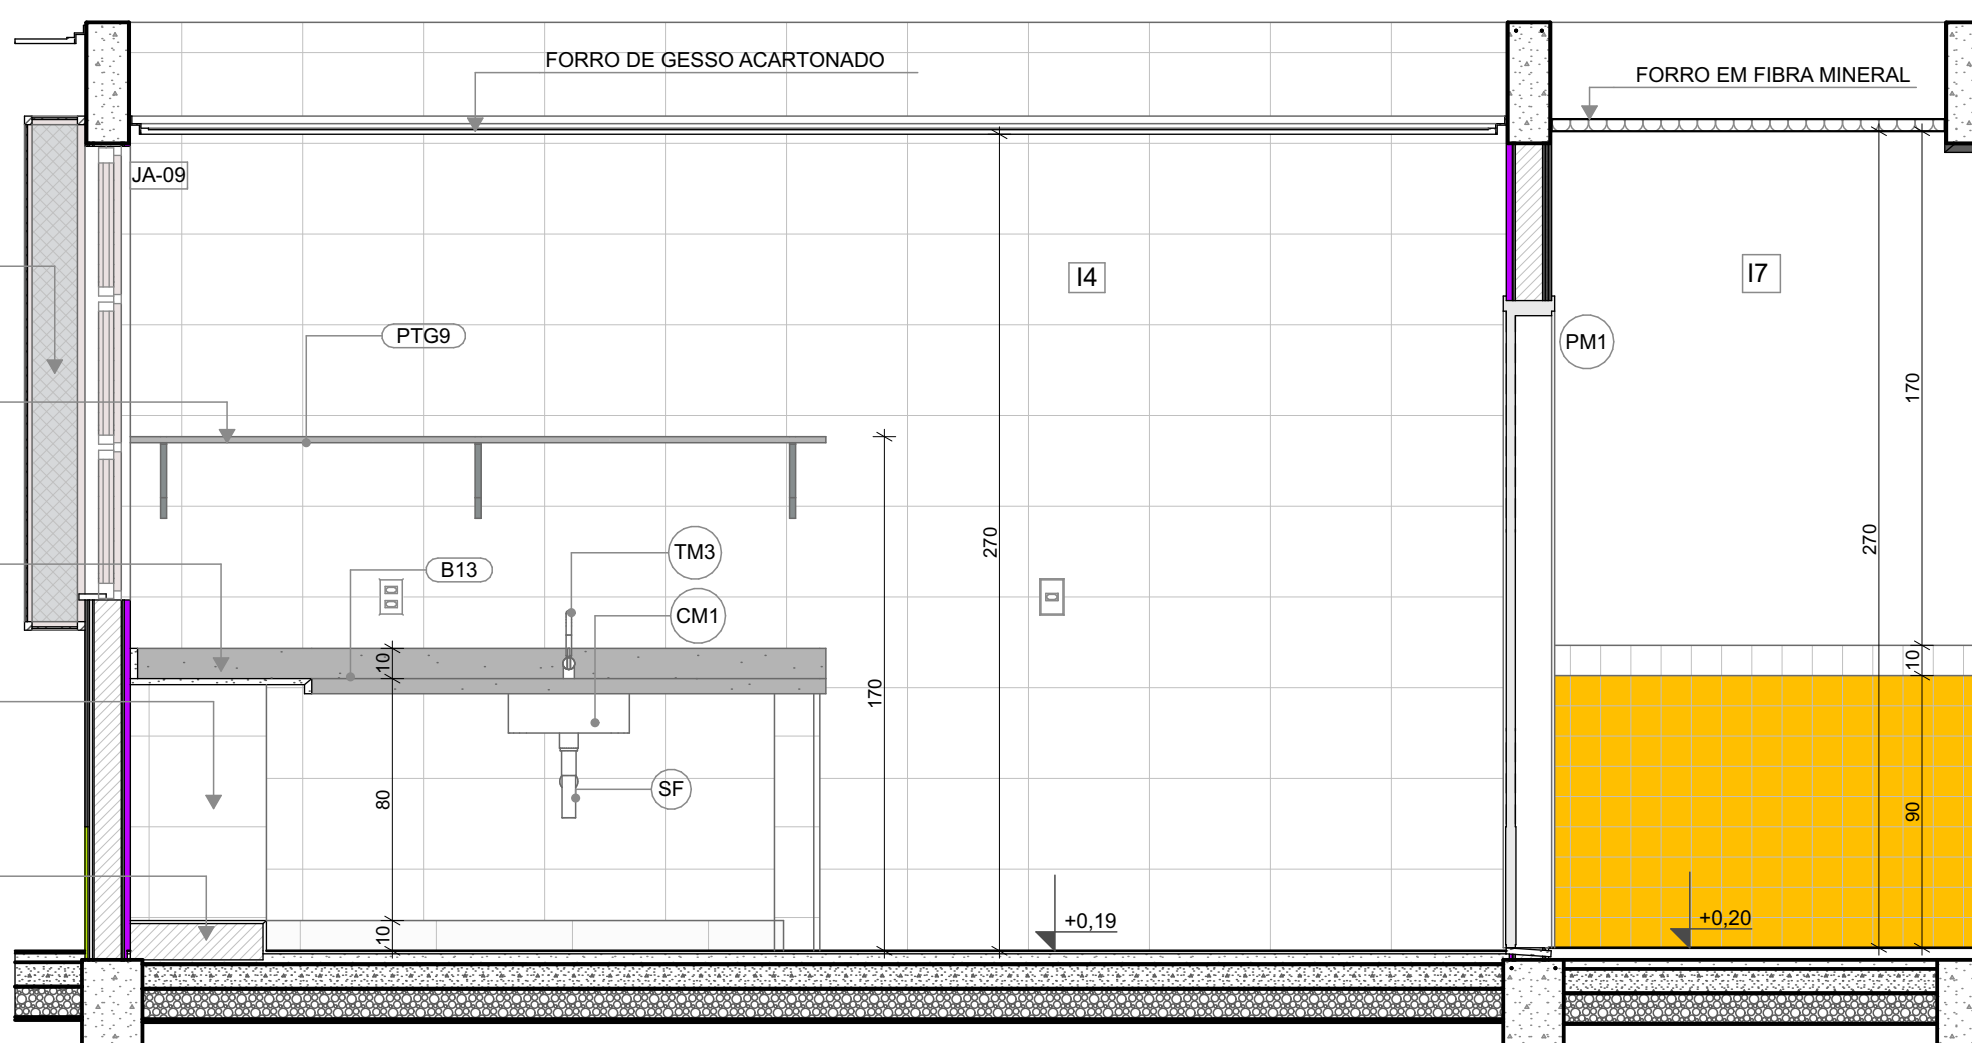 FORRO DE GESSO ACARTONADO
FORRO EM FIBRA MINERAL
JA-09
I4
I7
PTG9
PM1
170
TM3
B13
270
270
CM1
10
10
170
80
SF
90
+0,19
+0,20
10